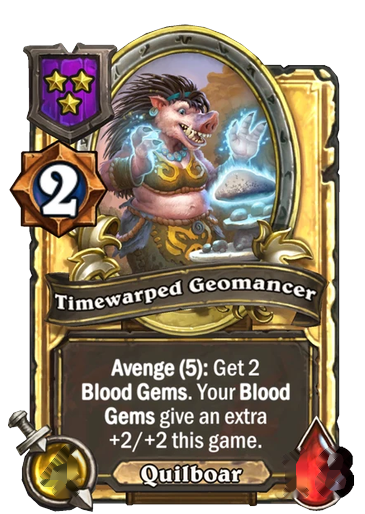 2
Timewarped Geomancer
Avenge (5): Get 2
Blood Gems. Your Blood
Gems give an extra
+2/+2 this game.
Quilboar